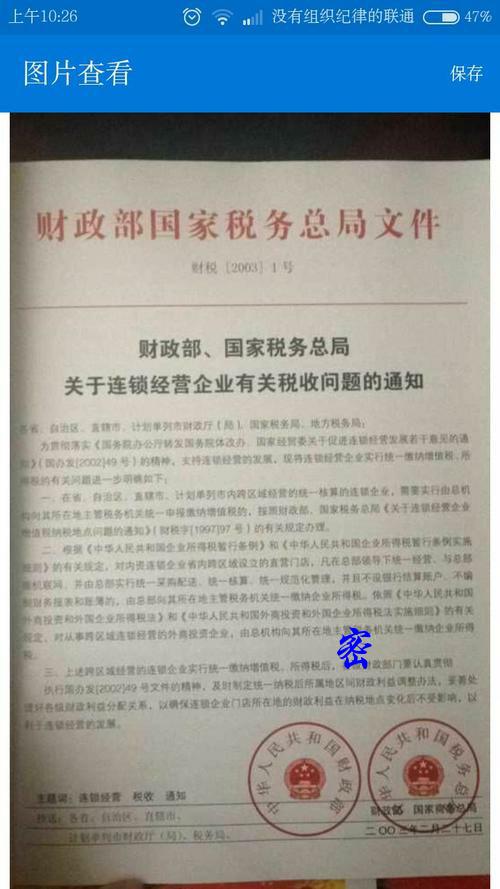 上午10:26
没有组织纪律的联通
47%
图片查看
保存
财政部国家税务总局文件
财税［2003］1号
财政部、国家税务总局
关于连锁经营企业有关税收问题的通知
各省、自治区、直辖市、计划单列市财政厅（局）、国家税务局、地方税务局：
为贯彻落实《国务院办公厅转发国务院体改办、国家经贸委关于促进连锁经营发展若干意见的通
知》（国办发[2002]49号）的精神，支持连锁经营的发展，现将连锁经营企业实行统一缴纳增值税、所
得税的有关问题进一步明确如下：
一、在省、自治区、直辖市、计划单列市内跨区域经营的统一核算的连锁企业，需要实行由总机
构向其所在地主管税务机关统一申报缴纳增值税的，按照财政部、国家税务总局《关于连锁经营企业
增值税纳税地点问题的通知》（财税字[1997]97号）的有关规定办理。
二、根据《中华人民共和国企业所得税暂行条例》和《中华人民共和国企业所得税暂行条例实施
细则》的有关规定，对内资连锁企业省内跨区域设立的直营门店，凡在总部领导下统一经营、与总部
微机联网、并由总部实行统一采购配送、统一核算、统一规范化管理，并且不设银行结算账户、不编
制财务报表和账簿的，由总部向其所在地主管税务机关统一缴纳企业所得税。依照《中华人民共和国
外商投资和外国企业所得税法》和《中华人民共和国外商投资和外国企业所得税法实施细则》的有关
规定，对从事跨区域连锁经营的外商投资企业，由总机构向其所在地主管税务机关统一缴纳企业所得
税。
三、上述跨区域经营的连锁企业实行统一缴纳增值税、所得税后，财政部门要认真贯彻
密
执行国办发[2002]49号文件的精神，及时制定统一纳税后所属地区间财政利益调整办法，妥善处
理好各级财政利益分配关系，以确保连锁企业门店所在地的财政利益在纳税地点变化后不受影响，以
利于连锁经营的发展。
中华人民共和国财政部
中华人民共和国国家税务总局
主题词：连锁经营 税收 通知
抄送：各省、自治区、直辖市、
计划单列市财政厅（局）、税务局。
财政部 国家税务总局
二〇〇三年二月二十七日